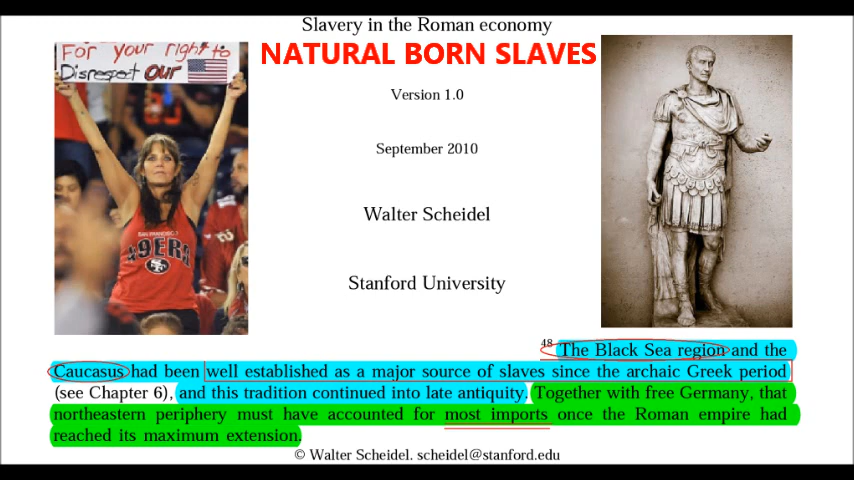 Slavery in the Roman economy
For your right to
Disrespect Our
NATURAL BORN SLAVES
Version 1.0
September 2010
Walter Scheidel
SAN FRANCISCO
49ERS
SF
Stanford University
48 The Black Sea region and the
Caucasus had been well established as a major source of slaves since the archaic Greek period
(see Chapter 6), and this tradition continued into late antiquity. Together with free Germany, that
northeastern periphery must have accounted for most imports once the Roman empire had
reached its maximum extension.
© Walter Scheidel. scheidel@stanford.edu